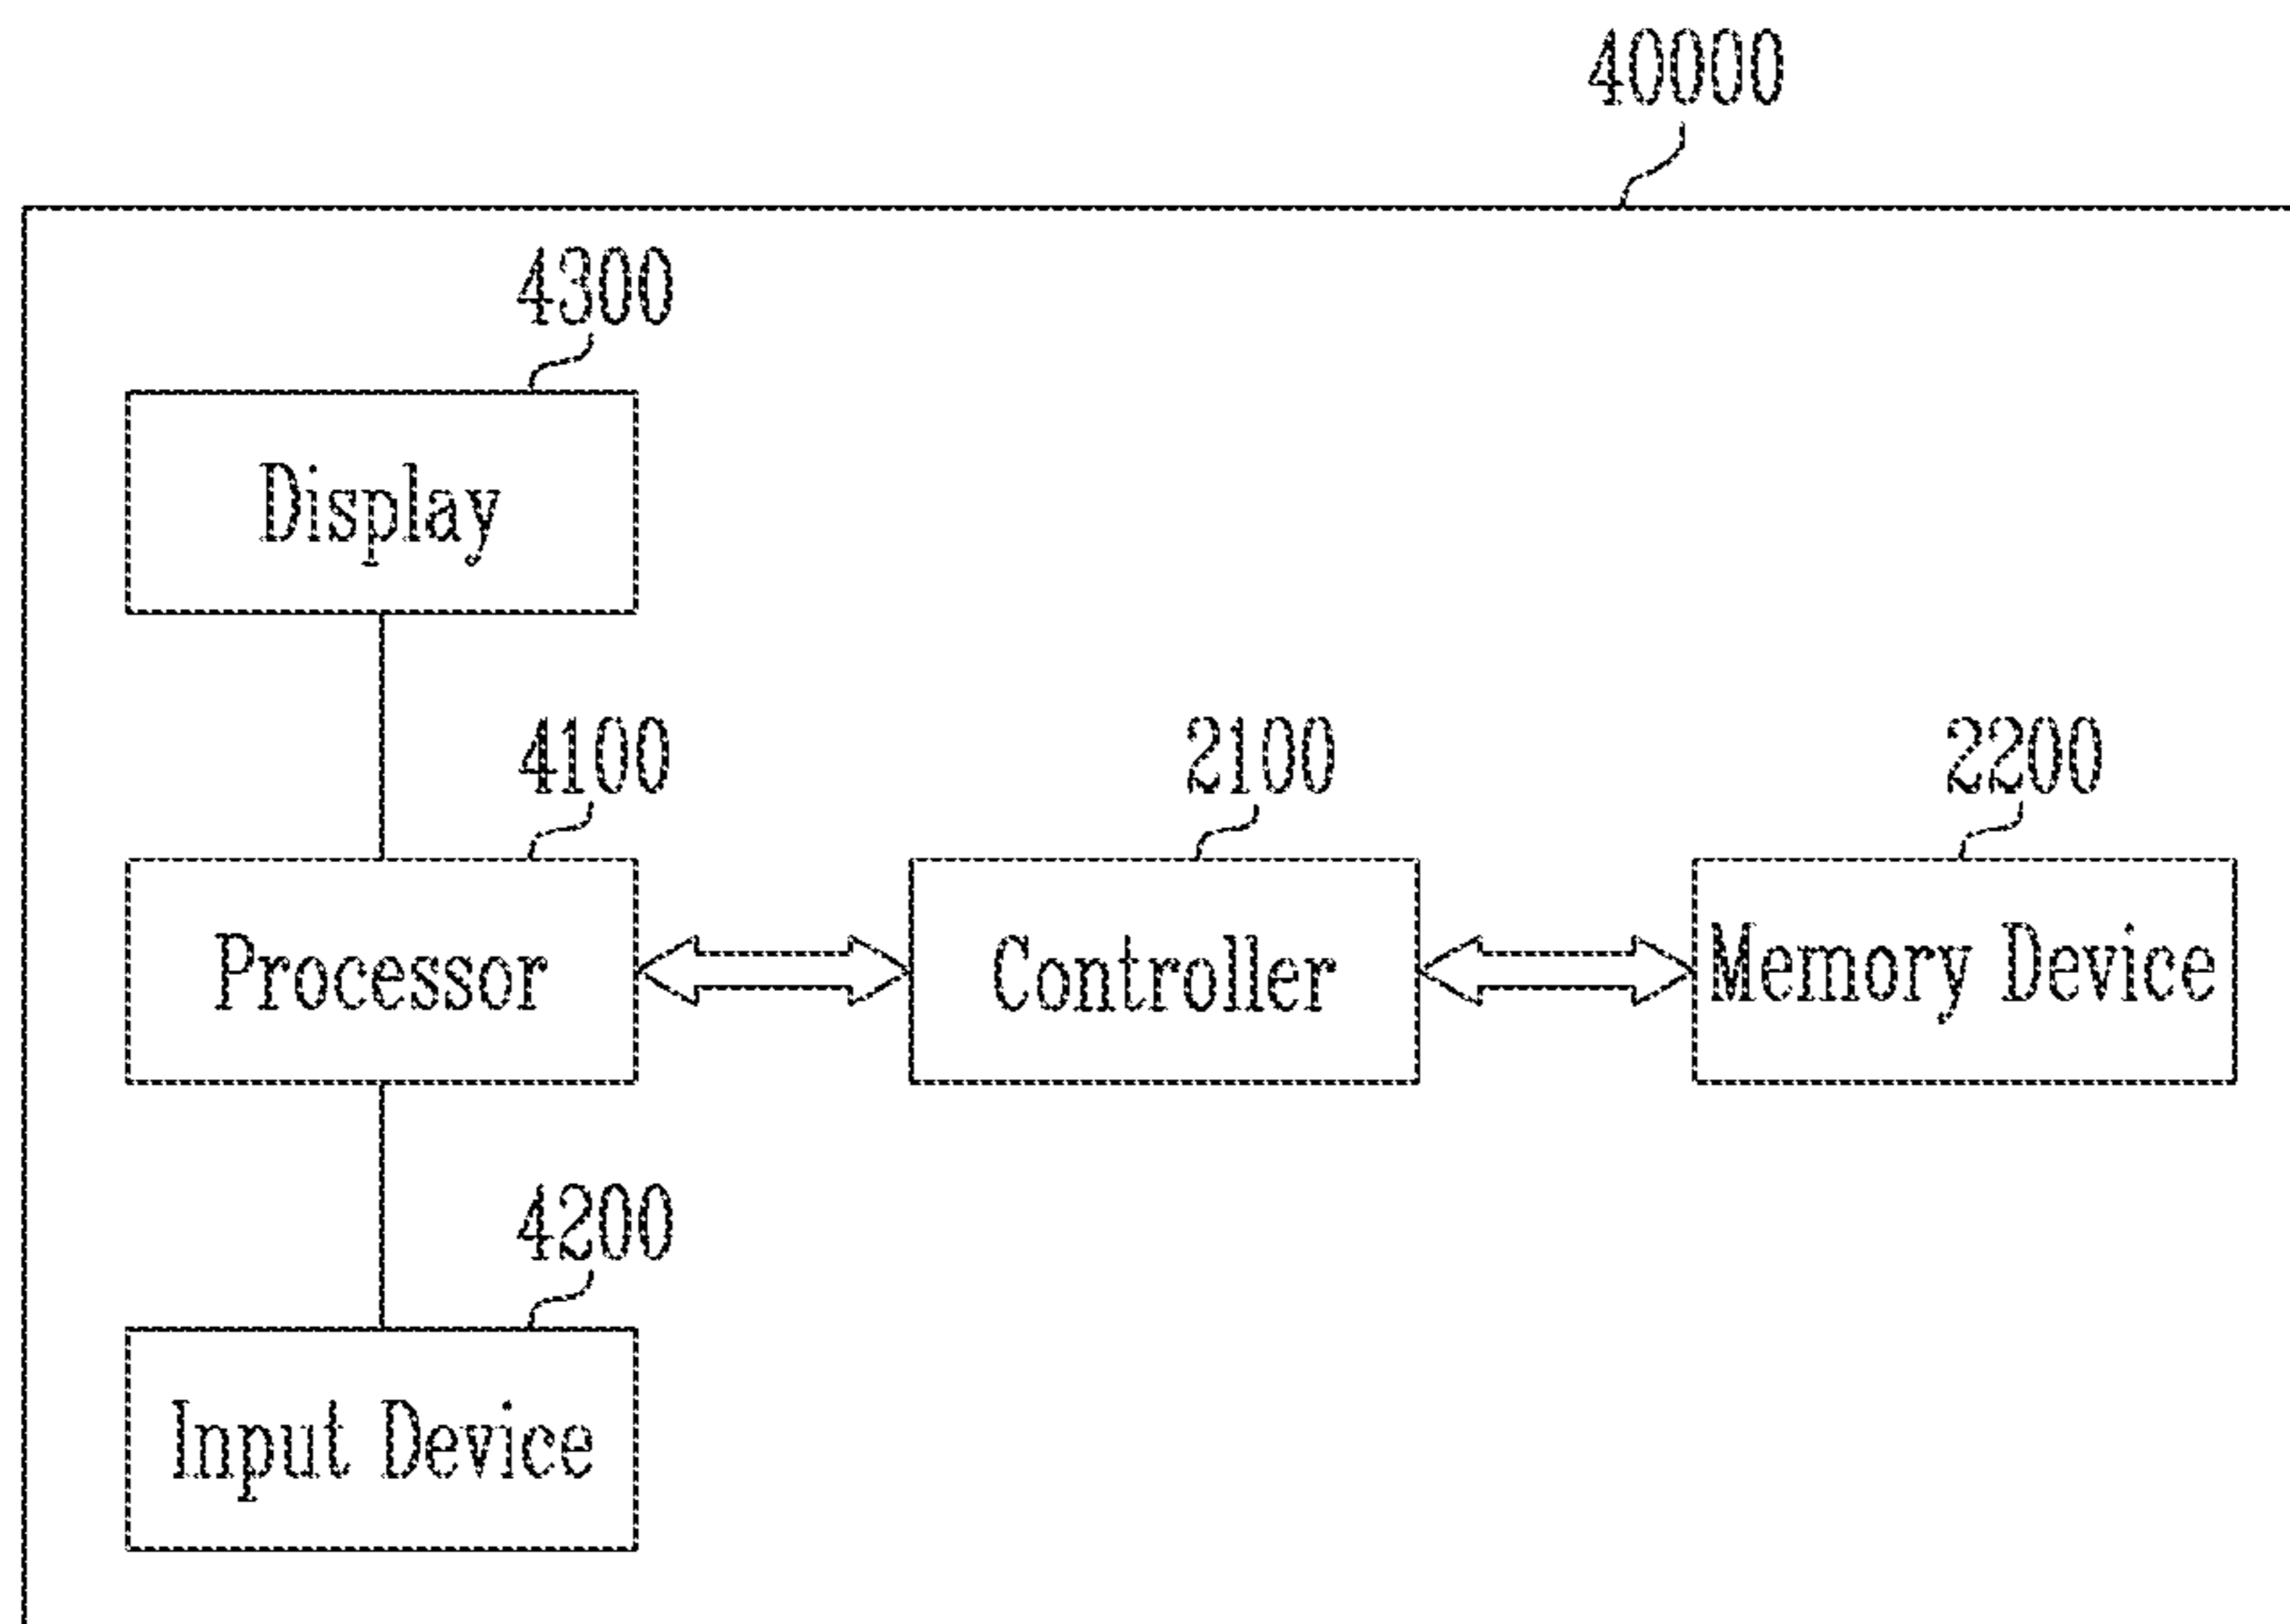 40000
4300
Display
4100
2100
2200
Processor
Controller
Memory Device
4200
Input Device